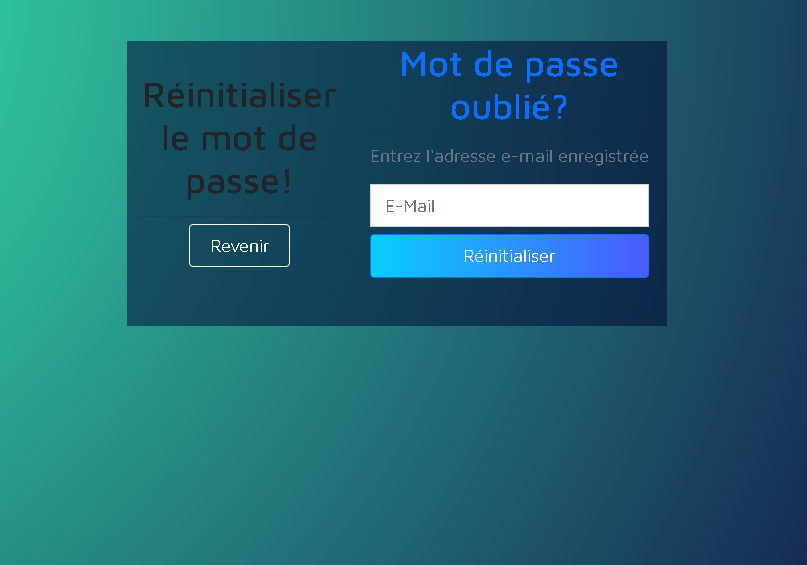 Réinitialiser
le mot de
passe!
Revenir
Mot de passe
oublié?
Entrez l'adresse e-mail enregistrée
E-Mail
Réinitialiser